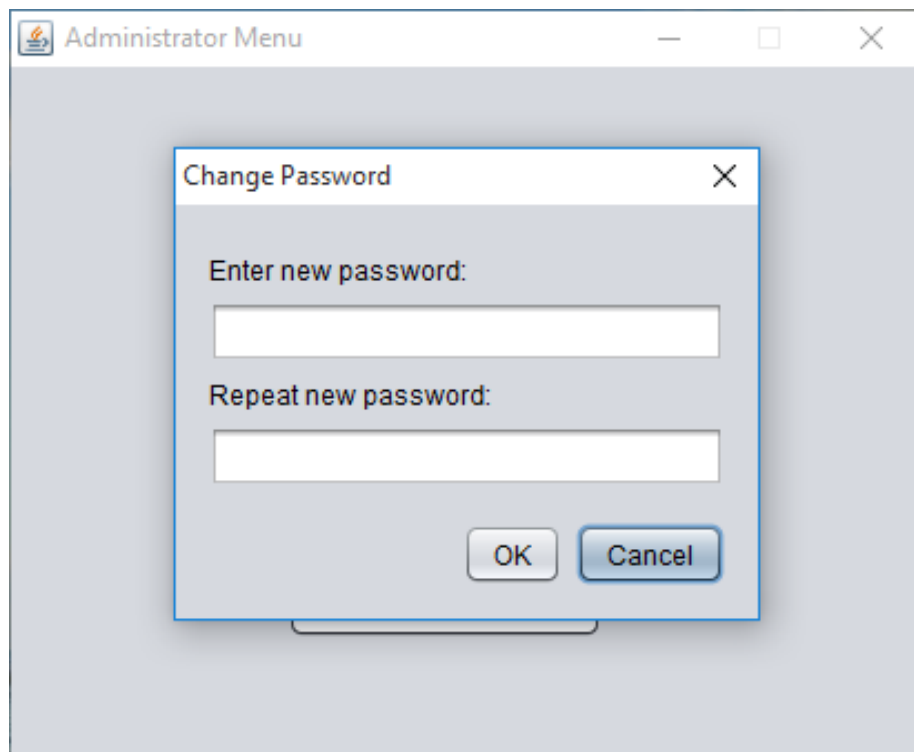 Administrator Menu
Change Password
Enter new password:
Repeat new password:
OK Cancel